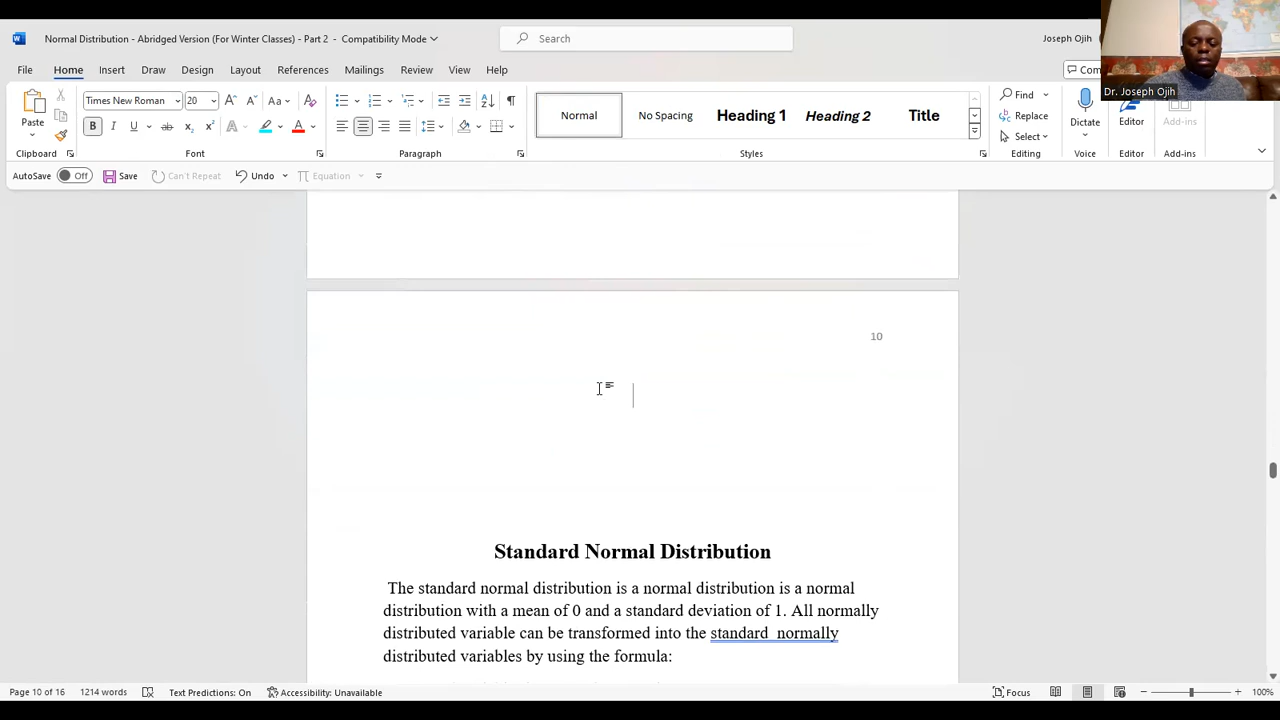 Normal Distribution - Abridged Version (For Winter Classes) - Part 2 - Compatibility Mode
Search
Joseph Ojih
Dr. Joseph Ojih
File Home Insert Draw Design Layout References Mailings Review View Help
Com
Paste
Clipboard
Times New Roman 20
Font
Paragraph
Normal
No Spacing
Heading 1
Heading 2
Title
Styles
Find
Replace
Select
Editing
Dictate
Voice
Editor
Editor
Add-ins
Add-ins
AutoSave Off Save Can't Repeat Undo Equation
10
Standard Normal Distribution
The standard normal distribution is a normal distribution is a normal
distribution with a mean of 0 and a standard deviation of 1. All normally
distributed variable can be transformed into the standard normally
distributed variables by using the formula:
Page 10 of 16 1214 words Text Predictions: On Accessibility: Unavailable Focus 100%